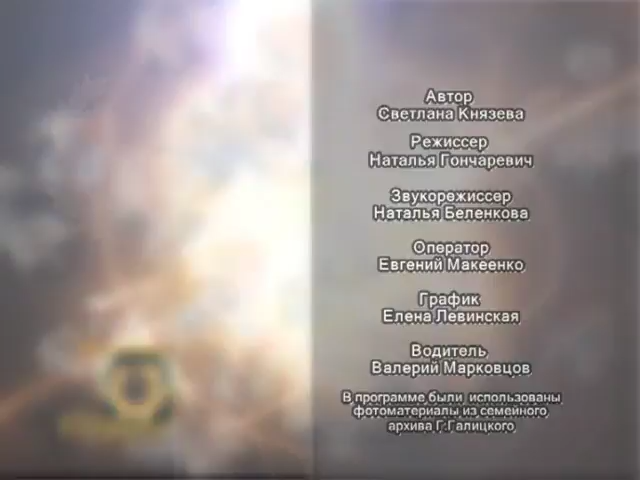 Автор
Светлана Князева
Режиссер
Наталья Гончаревич
Звукорежиссер
Наталья Беленкова
Оператор
Евгений Макеенко
График
Елена Левинская
Водитель
Валерий Марковцов
В программе были использованы
фотоматериалы из семейного
архива Г.Галицкого